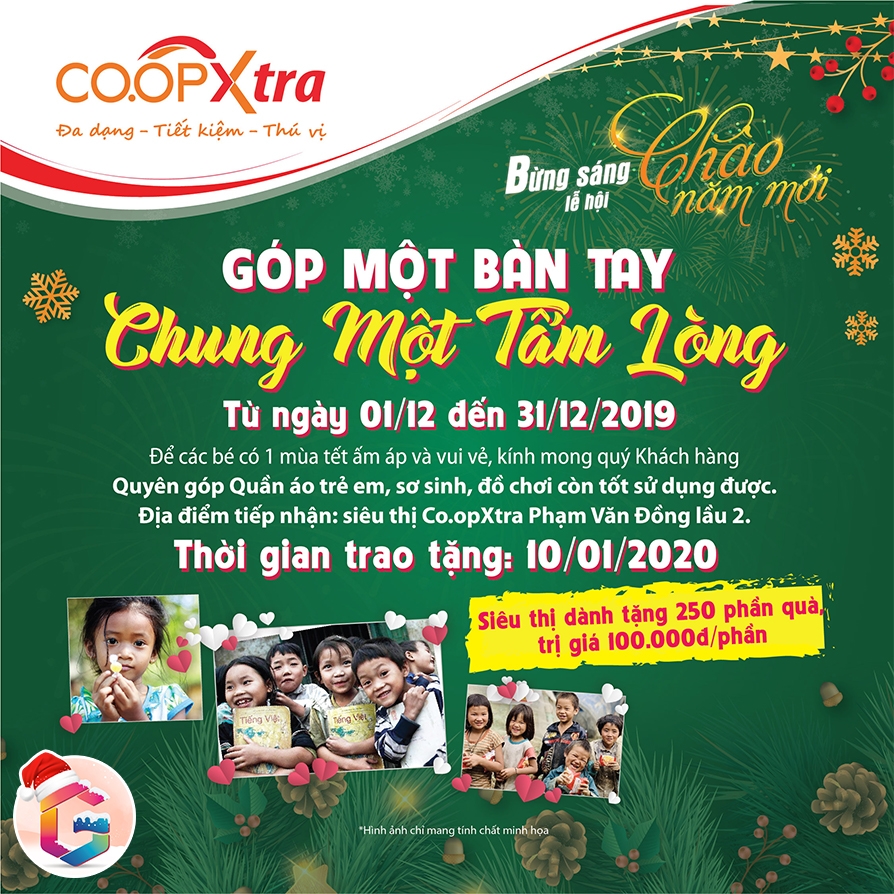 CO.OPXtra
Đa dạng – Tiết kiệm – Thú vị
Bừng sáng
lễ hội
Chào
năm mới
GÓP MỘT BÀN TAY
Chung Một Tấm Lòng
Từ ngày 01/12 đến 31/12/2019
Để các bé có 1 mùa tết ấm áp và vui vẻ, kính mong quý Khách hàng
Quyên góp Quần áo trẻ em, sơ sinh, đồ chơi còn tốt sử dụng được.
Địa điểm tiếp nhận: siêu thị Co.opXtra Phạm Văn Đồng lầu 2.
Thời gian trao tặng: 10/01/2020
Siêu thị dành tặng 250 phần quà,
trị giá 100.000đ/phần
Tiếng Việt
Tiếng Việt
*Hình ảnh chỉ mang tính chất minh họa
G